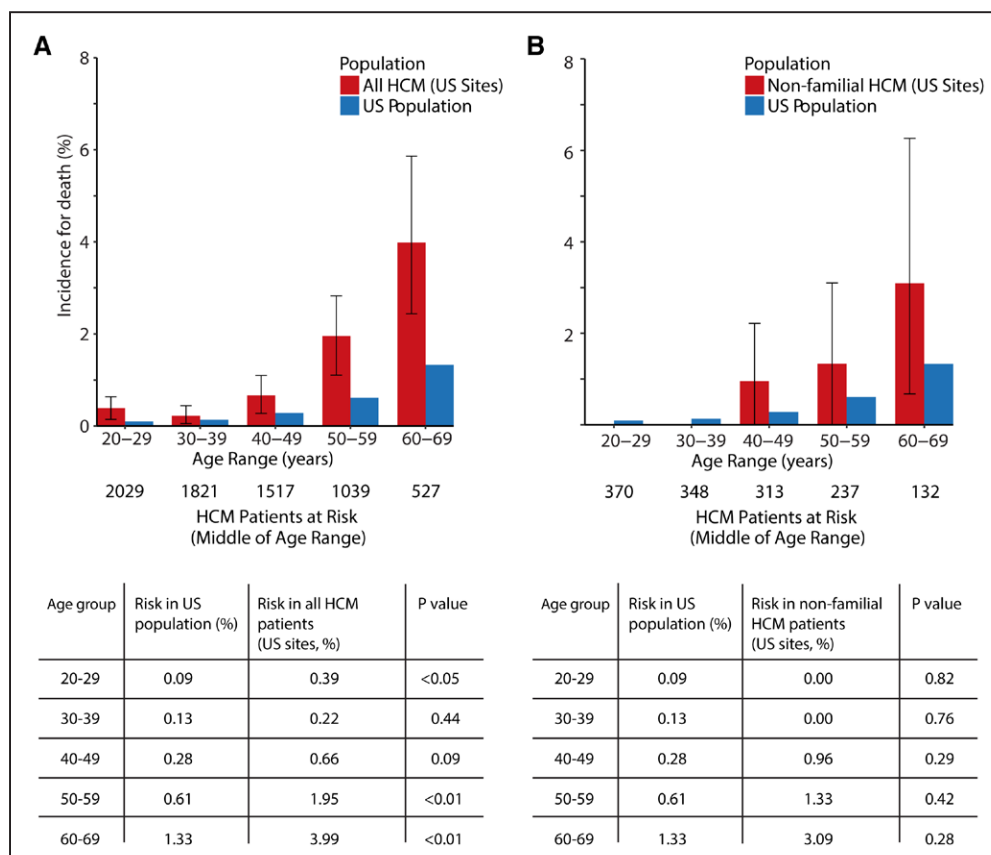 A
8
6
4
2
0
Incidence for death (%)
Population
All HCM (US Sites)
US Population
20–29 30–39 40–49 50–59 60–69
Age Range (years)
2029 1821 1517 1039 527
HCM Patients at Risk
(Middle of Age Range)
B
8
6
4
2
Population
Non-familial HCM (US Sites)
US Population
20–29 30–39 40–49 50–59 60–69
Age Range (years)
370 348 313 237 132
HCM Patients at Risk
(Middle of Age Range)
Age group Risk in US Risk in all HCM P value
population (%) patients
(US sites, %)
20-29 0.09 0.39 <0.05
30-39 0.13 0.22 0.44
40-49 0.28 0.66 0.09
50-59 0.61 1.95 <0.01
60-69 1.33 3.99 <0.01
Age group Risk in US Risk in non-familial P value
population (%) HCM patients
(US sites, %)
20-29 0.09 0.00 0.82
30-39 0.13 0.00 0.76
40-49 0.28 0.96 0.29
50-59 0.61 1.33 0.42
60-69 1.33 3.09 0.28